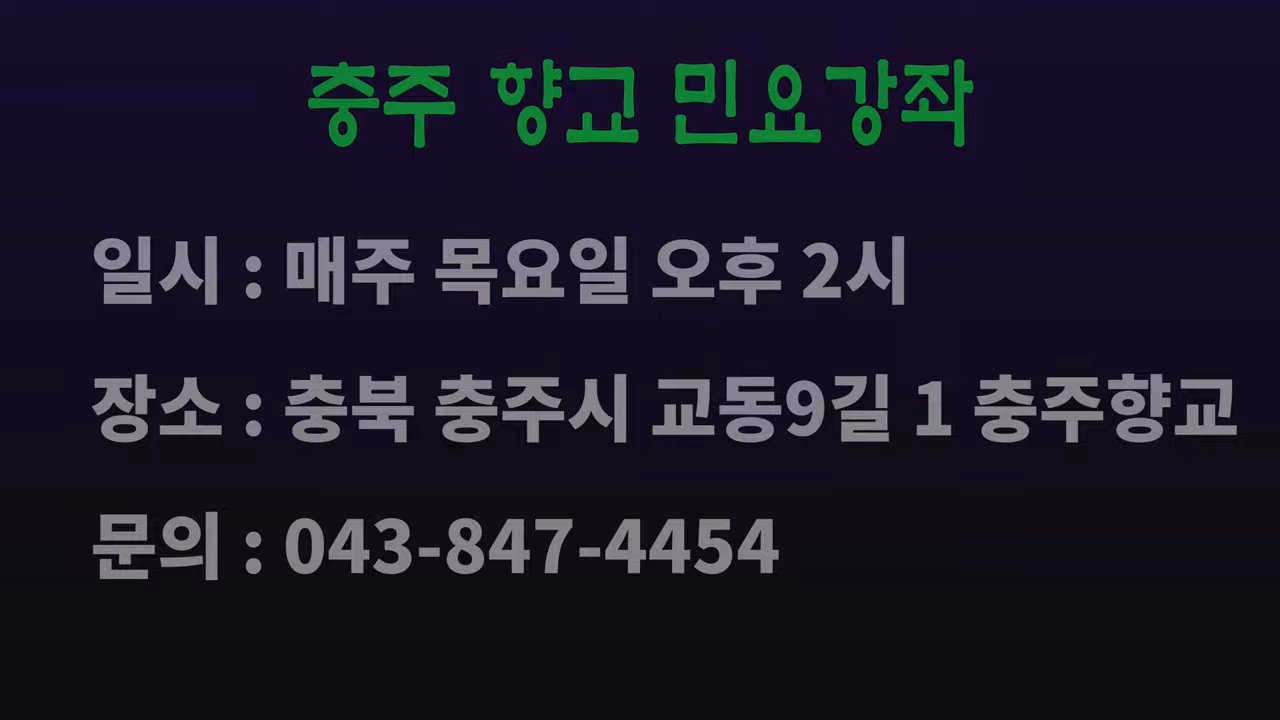 충주 향교 민요강좌
일시 : 매주 목요일 오후 2시
장소 : 충북 충주시 교동9길 1 충주향교
문의 : 043-847-4454